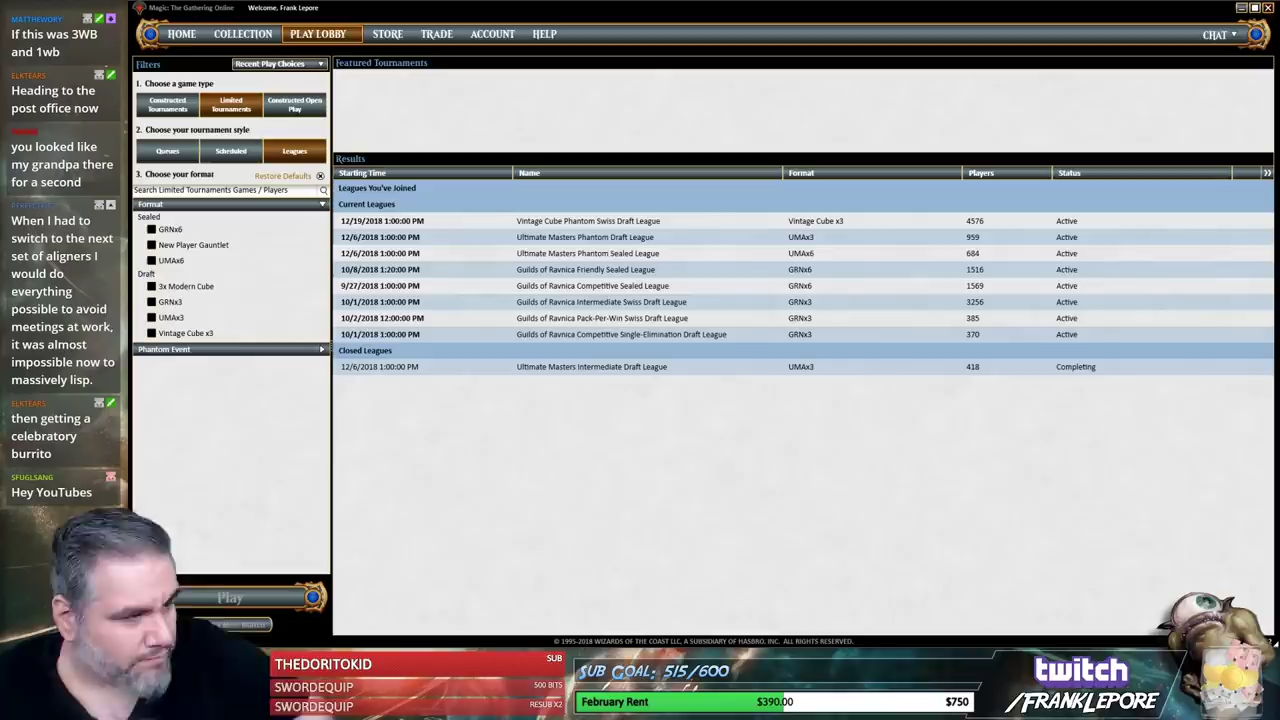 Magic: The Gathering Online Welcome, Frank Lepore
HOME COLLECTION PLAY LOBBY STORE TRADE ACCOUNT HELP CHAT
MATTHEWORY
if this was 3WB
and 1wb
ELKTEARS
Heading to the
post office now
you looked like
my grandpa there
for a second
When I had to
switch to the next
set of aligners I
would do
everything
possible to avoid
meetings at work,
it was almost
impossible to not
massively lisp.
ELKTEARS
then getting a
celebratory
burrito
SFUGLSANG
Hey YouTubes
Filters Recent Play Choices
1. Choose a game type
Constructed Tournaments
Limited Tournaments
Constructed Open Play
2. Choose your tournament style
Queues Scheduled Leagues
3. Choose your format Restore Defaults
Search Limited Tournaments Games / Players
Format
Sealed
GRNx6
New Player Gauntlet
UMAx6
Draft
3x Modern Cube
GRNx3
UMAx3
Vintage Cube x3
Phantom Event
Play
Featured Tournaments
Results
Starting Time Name Format Players Status
Leagues You've Joined
Current Leagues
12/19/2018 1:00:00 PM Vintage Cube Phantom Swiss Draft League Vintage Cube x3 4576 Active
12/6/2018 1:00:00 PM Ultimate Masters Phantom Draft League UMAx3 959 Active
12/6/2018 1:00:00 PM Ultimate Masters Phantom Sealed League UMAx6 684 Active
10/8/2018 1:20:00 PM Guilds of Ravnica Friendly Sealed League GRNx6 1516 Active
9/27/2018 1:00:00 PM Guilds of Ravnica Competitive Sealed League GRNx6 1569 Active
10/1/2018 1:00:00 PM Guilds of Ravnica Intermediate Swiss Draft League GRNx3 3256 Active
10/2/2018 12:00:00 PM Guilds of Ravnica Pack-Per-Win Swiss Draft League GRNx3 385 Active
10/1/2018 1:00:00 PM Guilds of Ravnica Competitive Single-Elimination Draft League GRNx3 370 Active
Closed Leagues
12/6/2018 1:00:00 PM Ultimate Masters Intermediate Draft League UMAx3 418 Completing
© 1995-2018 WIZARDS OF THE COAST LLC, A SUBSIDIARY OF HASBRO, INC. ALL RIGHTS RESERVED.
THEDORITOKID SUB
SWORDEQUIP 500 BITS
SWORDEQUIP RESUB X2
SUB GOAL: 515/600
February Rent $390.00 $750
twitch
/FRANKLEPORE